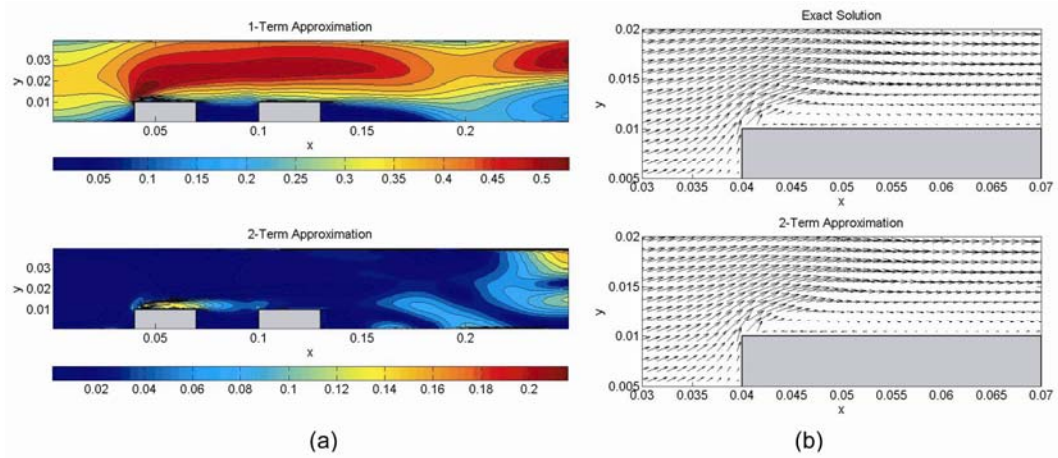 1-Term Approximation
y
0.03
0.02
0.01
0.05 0.1 0.15 0.2
x
0.05 0.1 0.15 0.2 0.25 0.3 0.35 0.4 0.45 0.5
2-Term Approximation
y
0.03
0.02
0.01
0.05 0.1 0.15 0.2
x
0.02 0.04 0.06 0.08 0.1 0.12 0.14 0.16 0.18 0.2
(a)
Exact Solution
y
0.02
0.015
0.01
0.005
0.03 0.035 0.04 0.045 0.05 0.055 0.06 0.065 0.07
x
2-Term Approximation
y
0.02
0.015
0.01
0.005
0.03 0.035 0.04 0.045 0.05 0.055 0.06 0.065 0.07
x
(b)